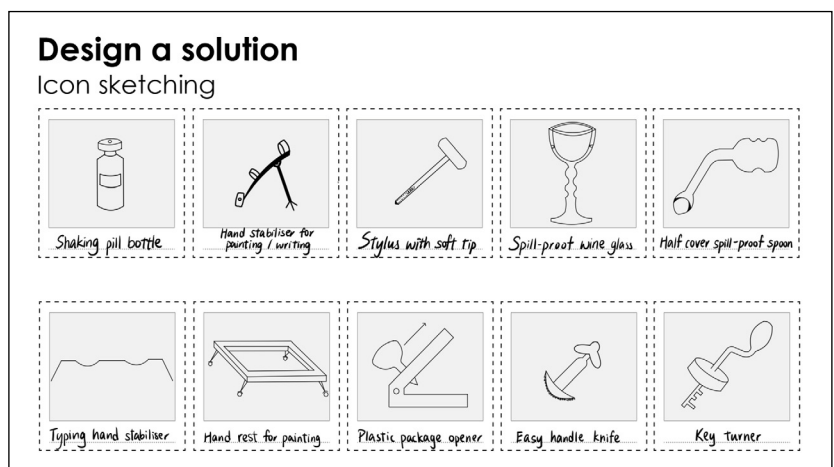 Design a solution
Icon sketching
Shaking pill bottle
Hand stabiliser for
painting / writing
Stylus with soft tip
Spill-proof wine glass
Half cover spill-proof spoon
Typing hand stabiliser
Hand rest for painting
Plastic package opener
Easy handle knife
Key turner